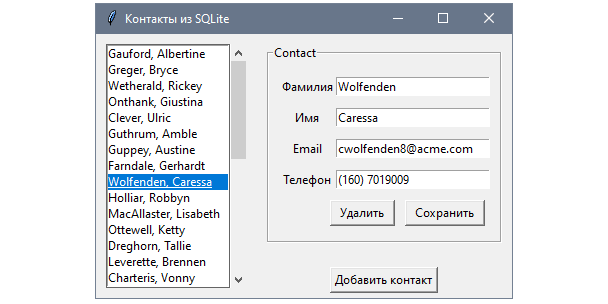 Контакты из SQLite
Gauford, Albertine
Greger, Bryce
Wetherald, Rickey
Onthank, Giustina
Clever, Ulric
Guthrum, Amble
Guppey, Austine
Farndale, Gerhardt
Wolfenden, Caressa
Holliar, Robbyn
MacAllaster, Lisabeth
Ottewell, Ketty
Dreghorn, Tallie
Leverette, Brennen
Charteris, Vonny
Contact
Фамилия Wolfenden
Имя Caressa
Email cwolfenden8@acme.com
Телефон (160) 7019009
Удалить Сохранить
Добавить контакт